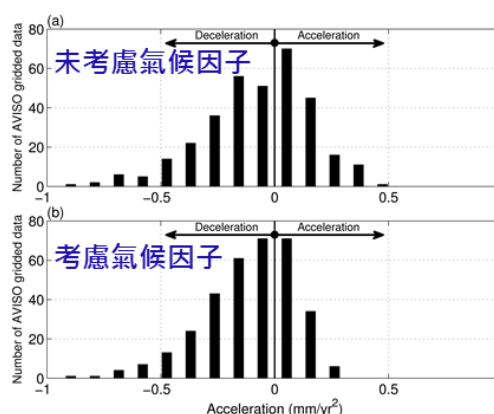 (a)
Deceleration Acceleration
未考慮氣候因子
Number of AVISO gridded data
80
60
40
20
0
-1 -0.5 0 0.5
(b)
Deceleration Acceleration
考慮氣候因子
Number of AVISO gridded data
80
60
40
20
0
-1 -0.5 0 0.5
Acceleration (mm/yr²)